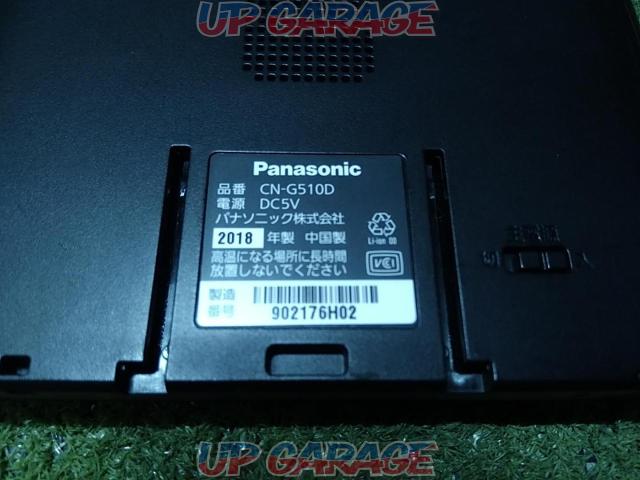 UP GARAGE
Panasonic
品番 CN-G510D
電源 DC5V
パナソニック株式会社
2018 年製 中国製
Li-ion 00
高温になる場所に長時間
放置しないでください
VCI
製造
番号
902176H02
切 入
UP GARAGE